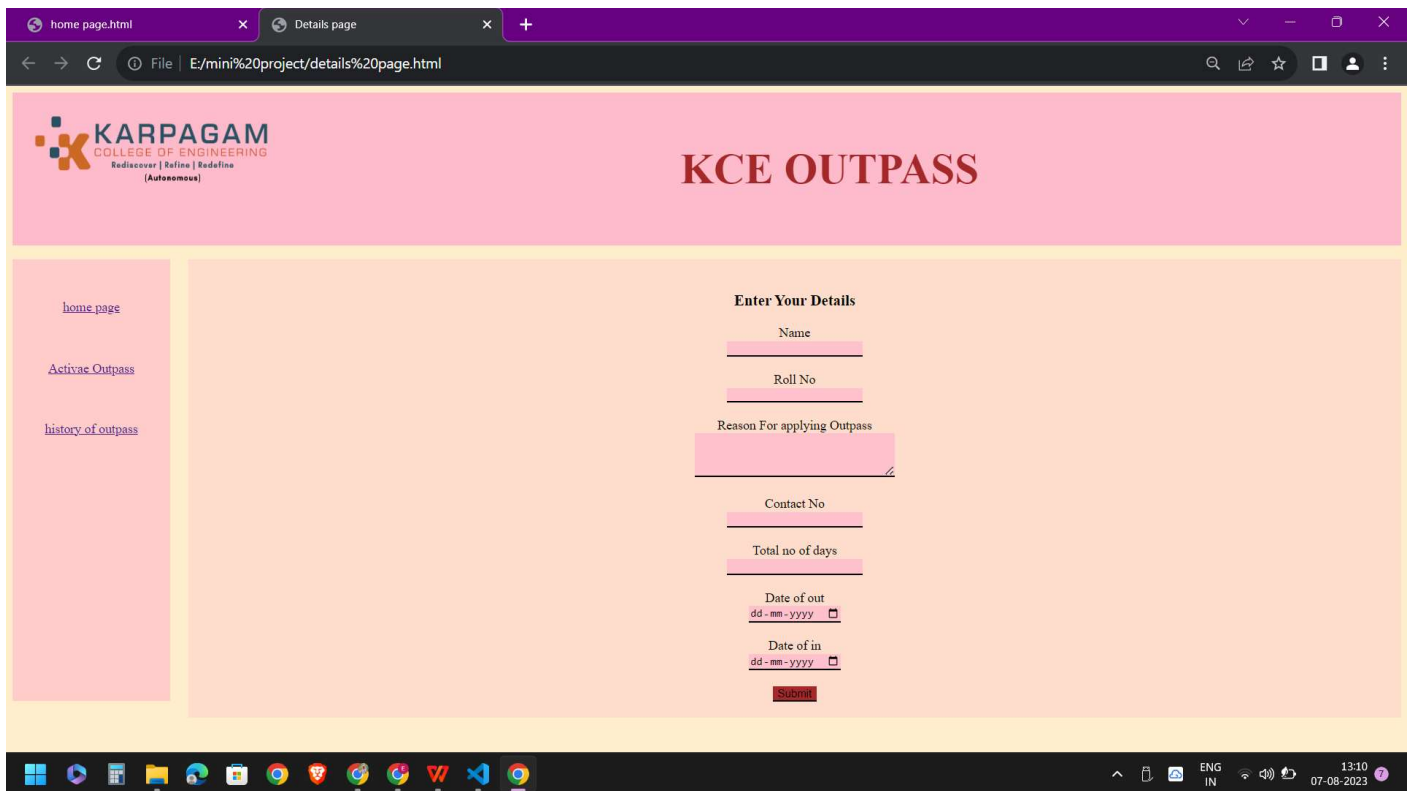 home page.html
Details page
File
E:/mini%20project/details%20page.html
KARPAGAM
COLLEGE OF ENGINEERING
Rediscover | Refine | Redefine
(Autonomous)
KCE OUTPASS
home page
Activae Outpass
history of outpass
Enter Your Details
Name
Roll No
Reason For applying Outpass
Contact No
Total no of days
Date of out
dd-mm-yyyy
Date of in
dd-mm-yyyy
Submit
ENG
IN
13:10
07-08-2023
7